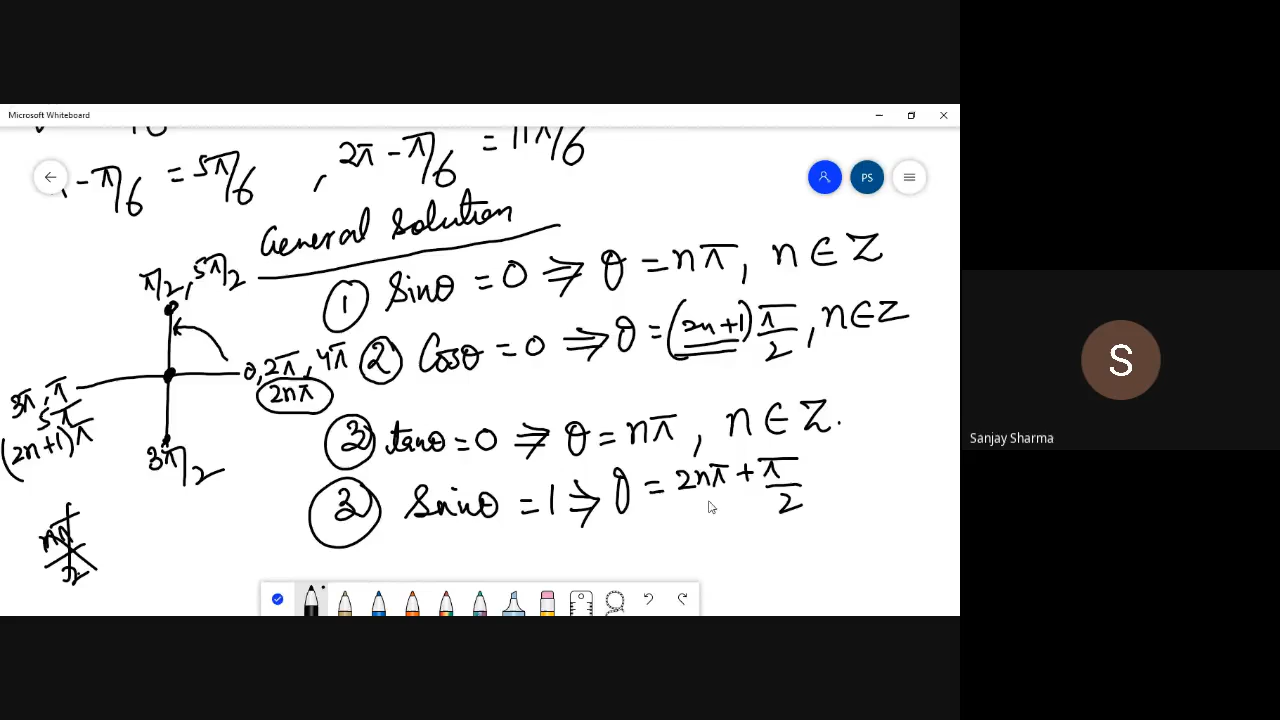 Microsoft Whiteboard
- π/6 = 5π/6 , 2π - π/6 = 11π/6
PS
General Solution
π/2, 5π/2
① Sinθ = 0 ⇒ θ = nπ, n ∈ Z
② Cosθ = 0 ⇒ θ = (2n+1)π/2, n∈Z
0, 2π, 4π
2nπ
3π, π
5π
(2n+1)π
3π/2
③ tanθ = 0 ⇒ θ = nπ, n ∈ Z.
③ Sinθ = 1 ⇒ θ = 2nπ + π/2
S
Sanjay Sharma